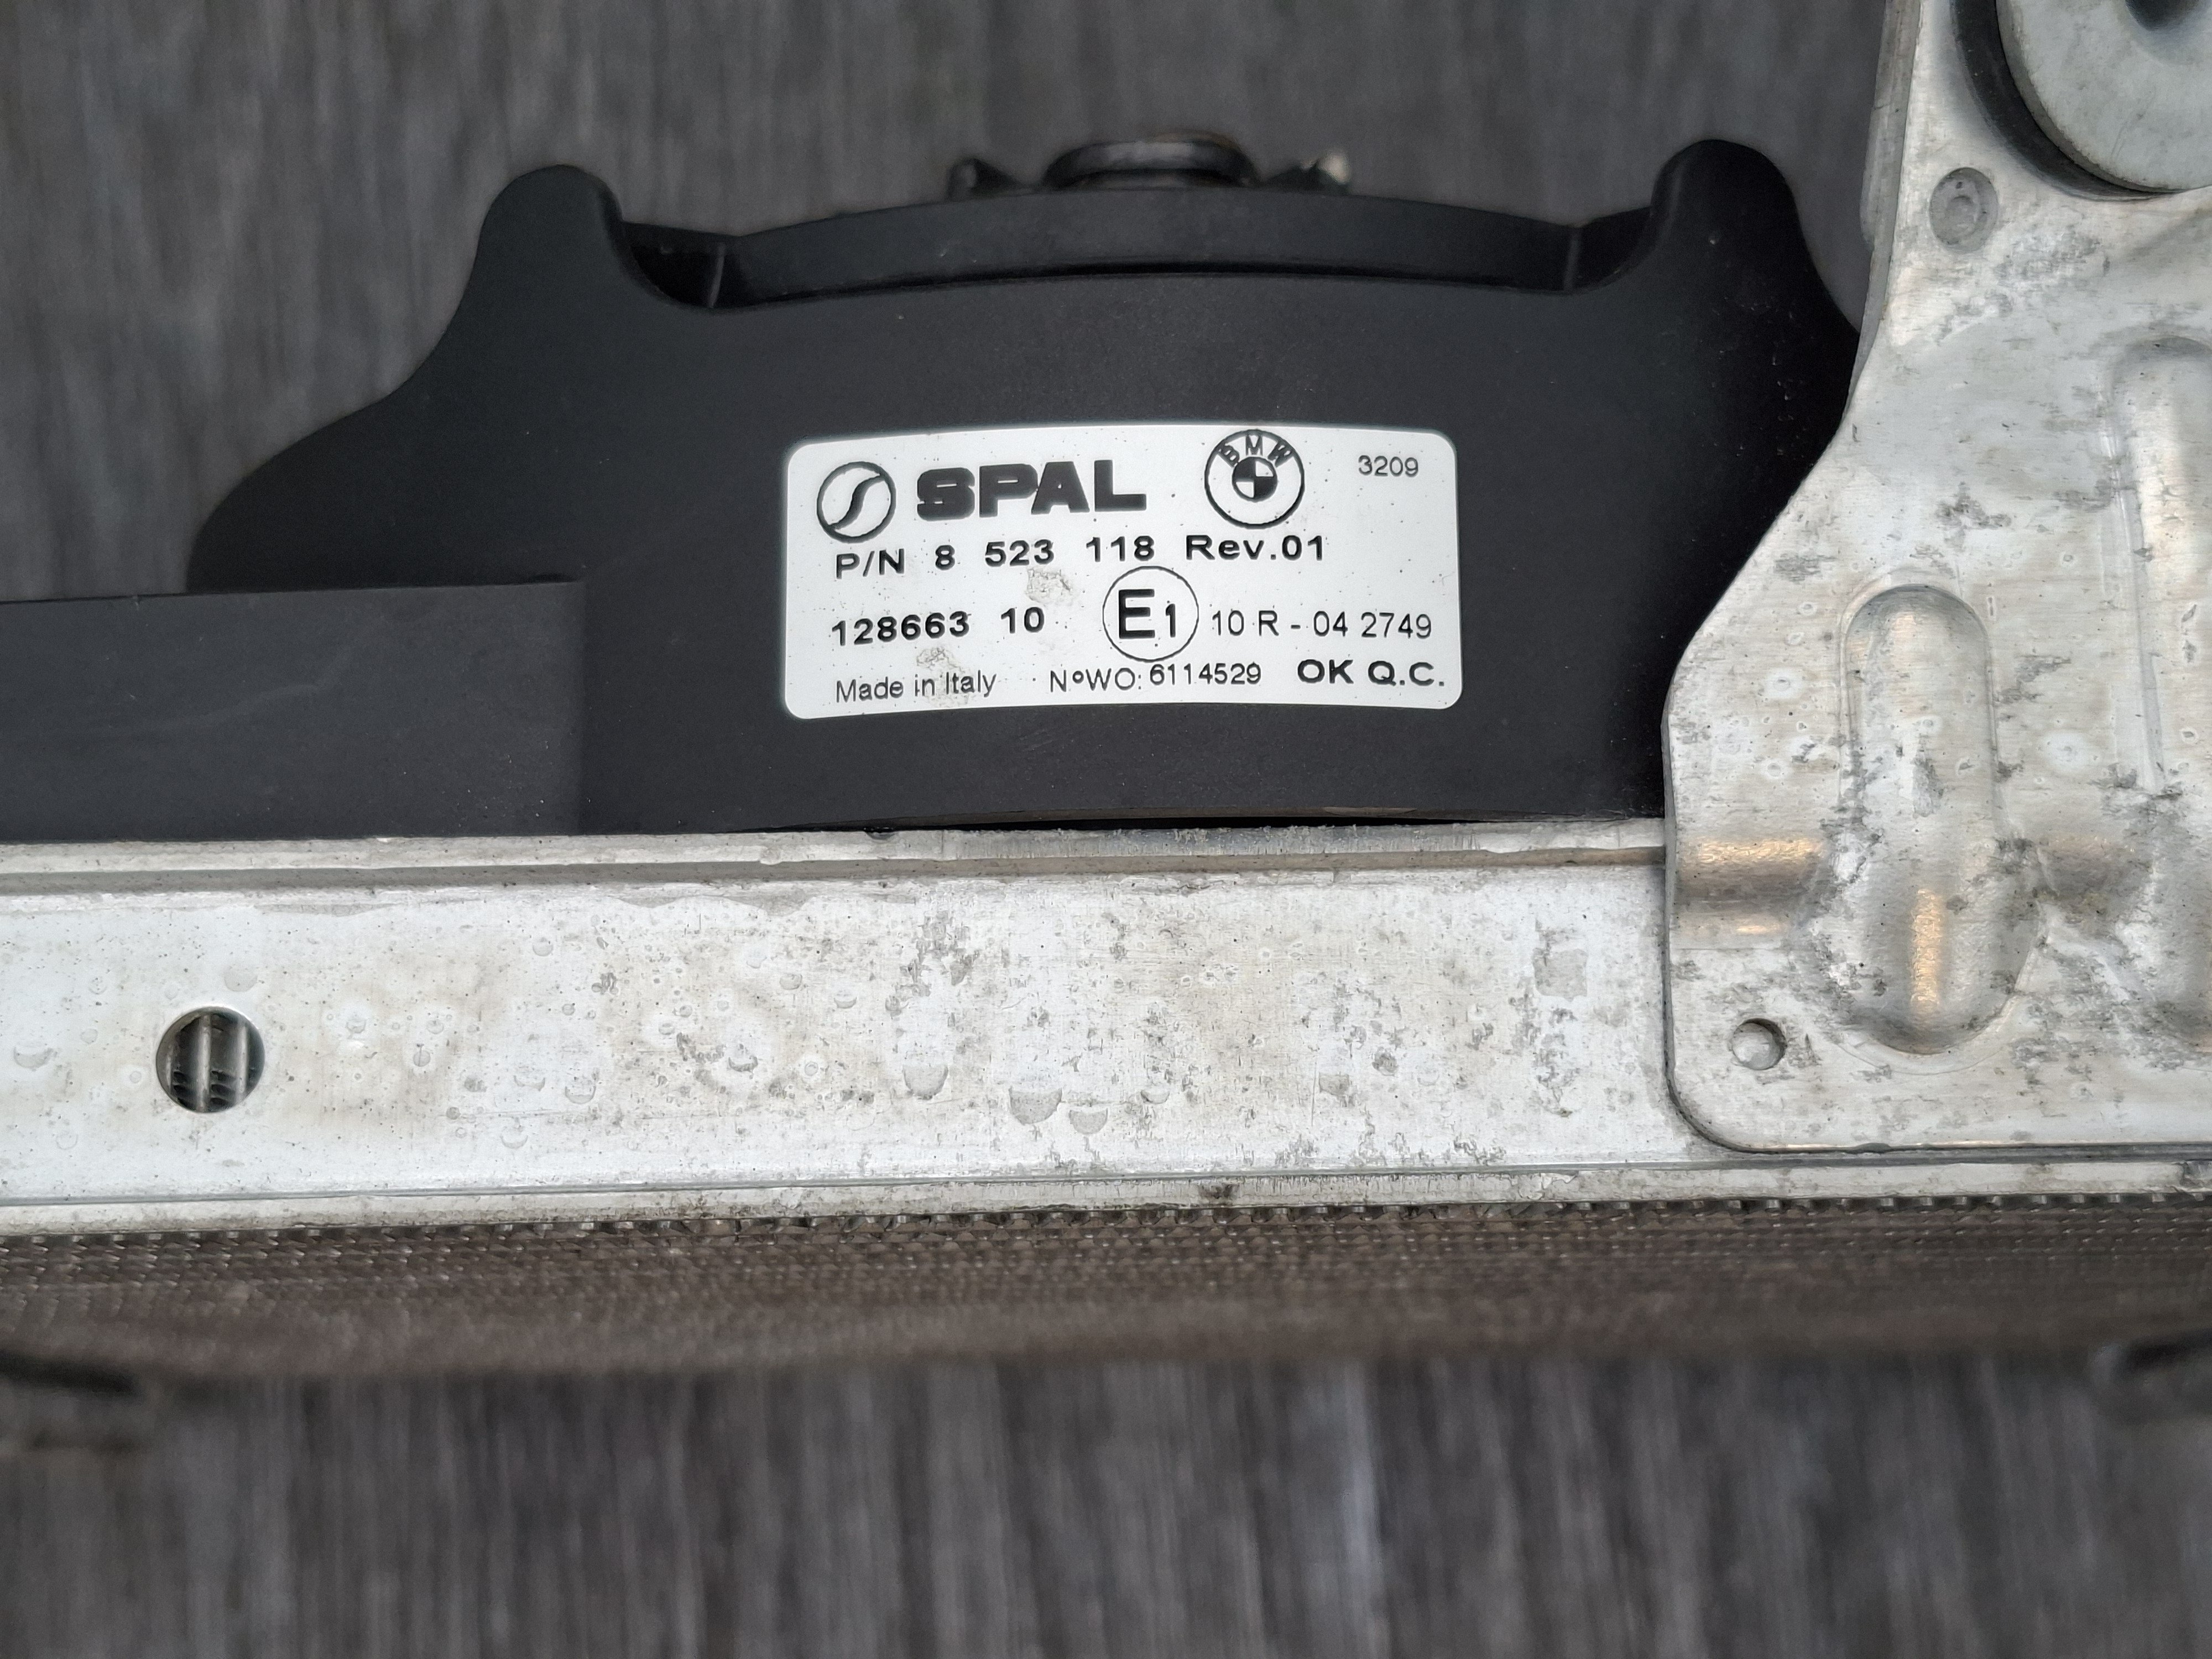 SPAL BMW 3209
P/N 8 523 118 Rev.01
128663 10 E1 10 R - 04 2749
Made in Italy NºWO: 6114529 OK Q.C.